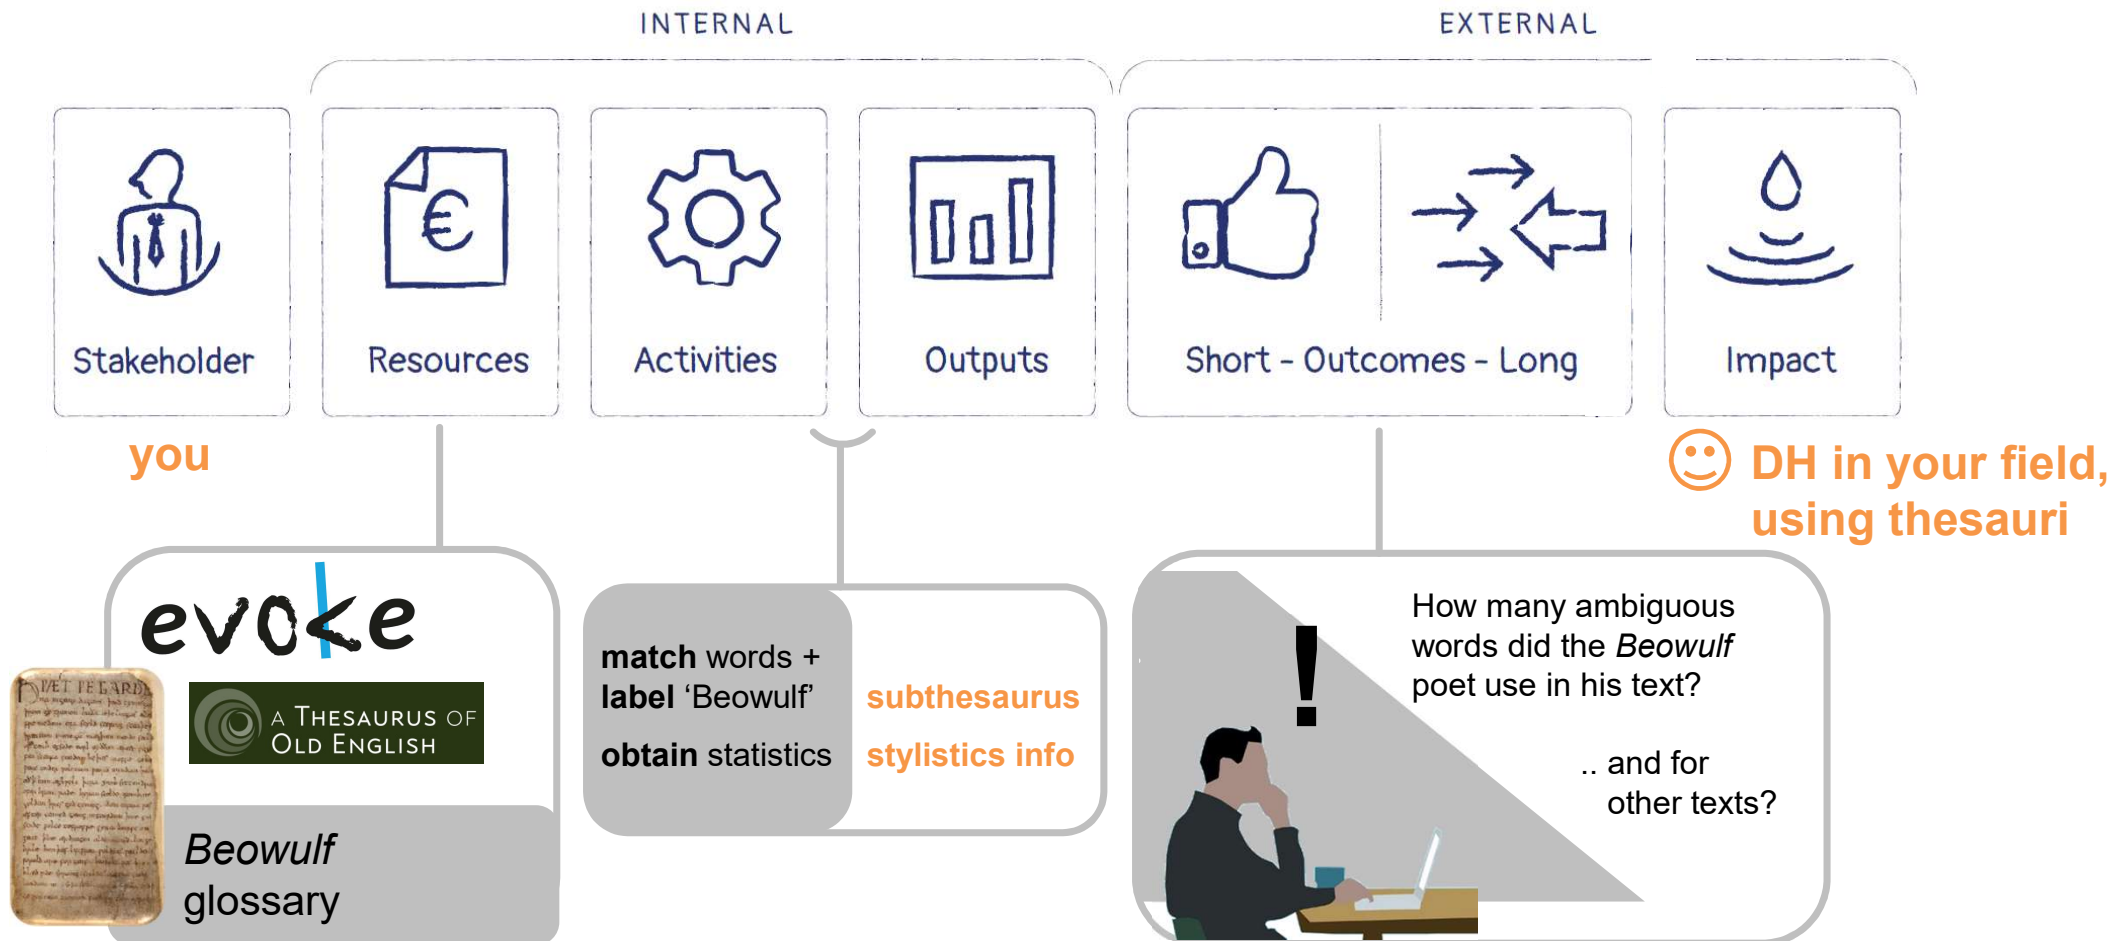 INTERNAL
EXTERNAL
Stakeholder
Resources
Activities
Outputs
Short - Outcomes - Long
Impact
you
DH in your field,
using thesauri
evoke
A THESAURUS OF
OLD ENGLISH
Beowulf
glossary
match words +
label ‘Beowulf’
obtain statistics
subthesaurus
stylistics info
!
How many ambiguous
words did the Beowulf
poet use in his text?
.. and for
other texts?